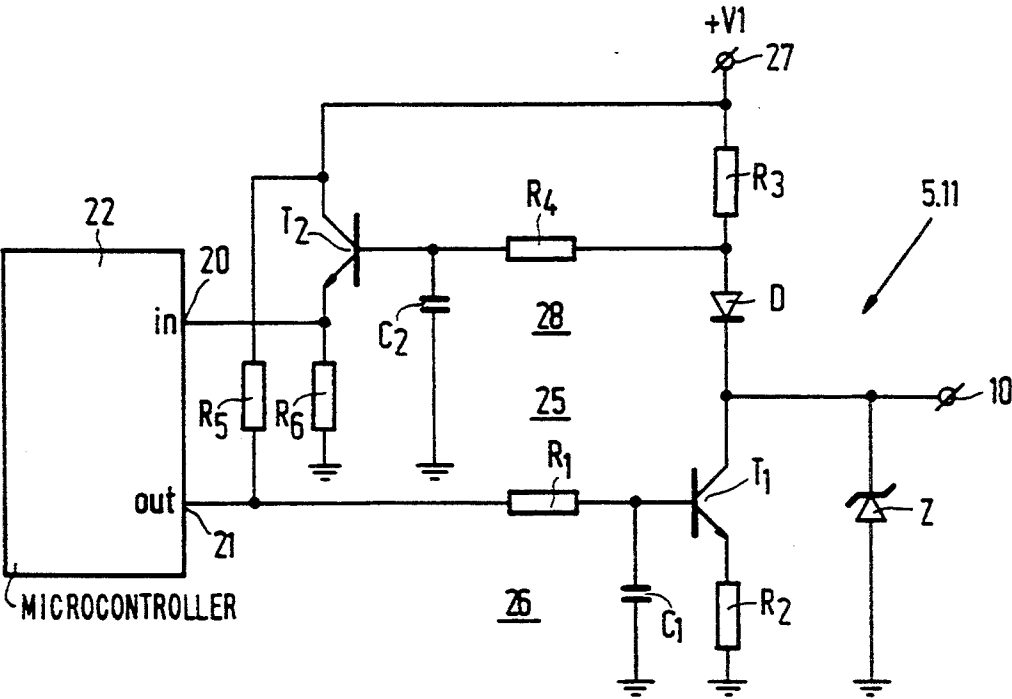 +V1
27
R3
5.11
22
T2
R4
20
in
C2
28
D
10
25
R5
R6
R1
T1
out
21
Z
MICROCONTROLLER
26
C1
R2